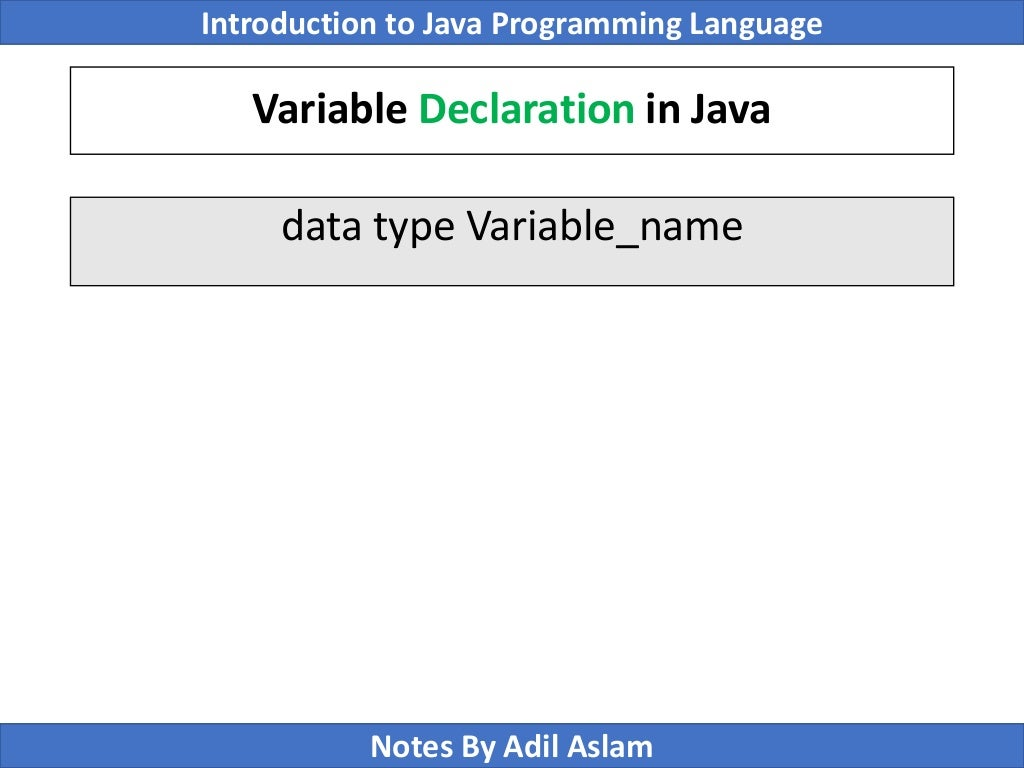 Introduction to Java Programming Language
Variable Declaration in Java
data type Variable_name
Notes By Adil Aslam